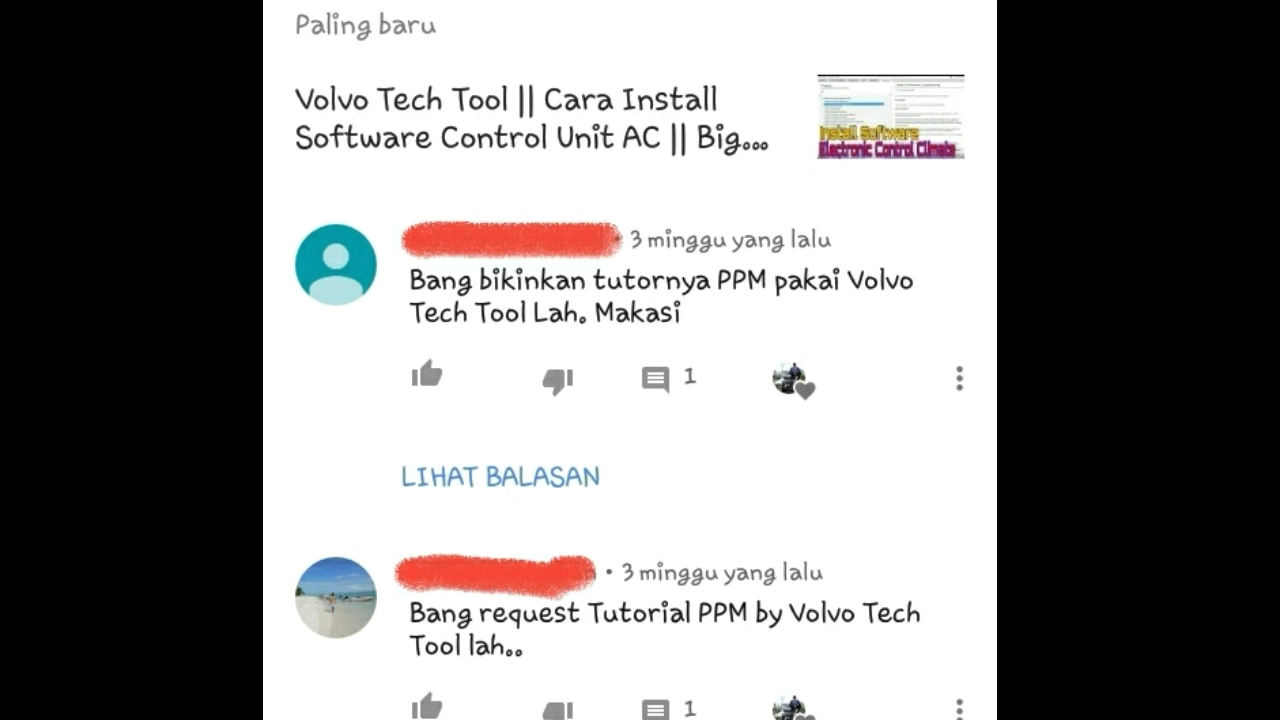 Paling baru
Volvo Tech Tool || Cara Install
Software Control Unit AC || Big...
Install Software
Electronic Control Climate
3 minggu yang lalu
Bang bikinkan tutornya PPM pakai Volvo
Tech Tool Lah. Makasi
1
LIHAT BALASAN
• 3 minggu yang lalu
Bang request Tutorial PPM by Volvo Tech
Tool lah..
1